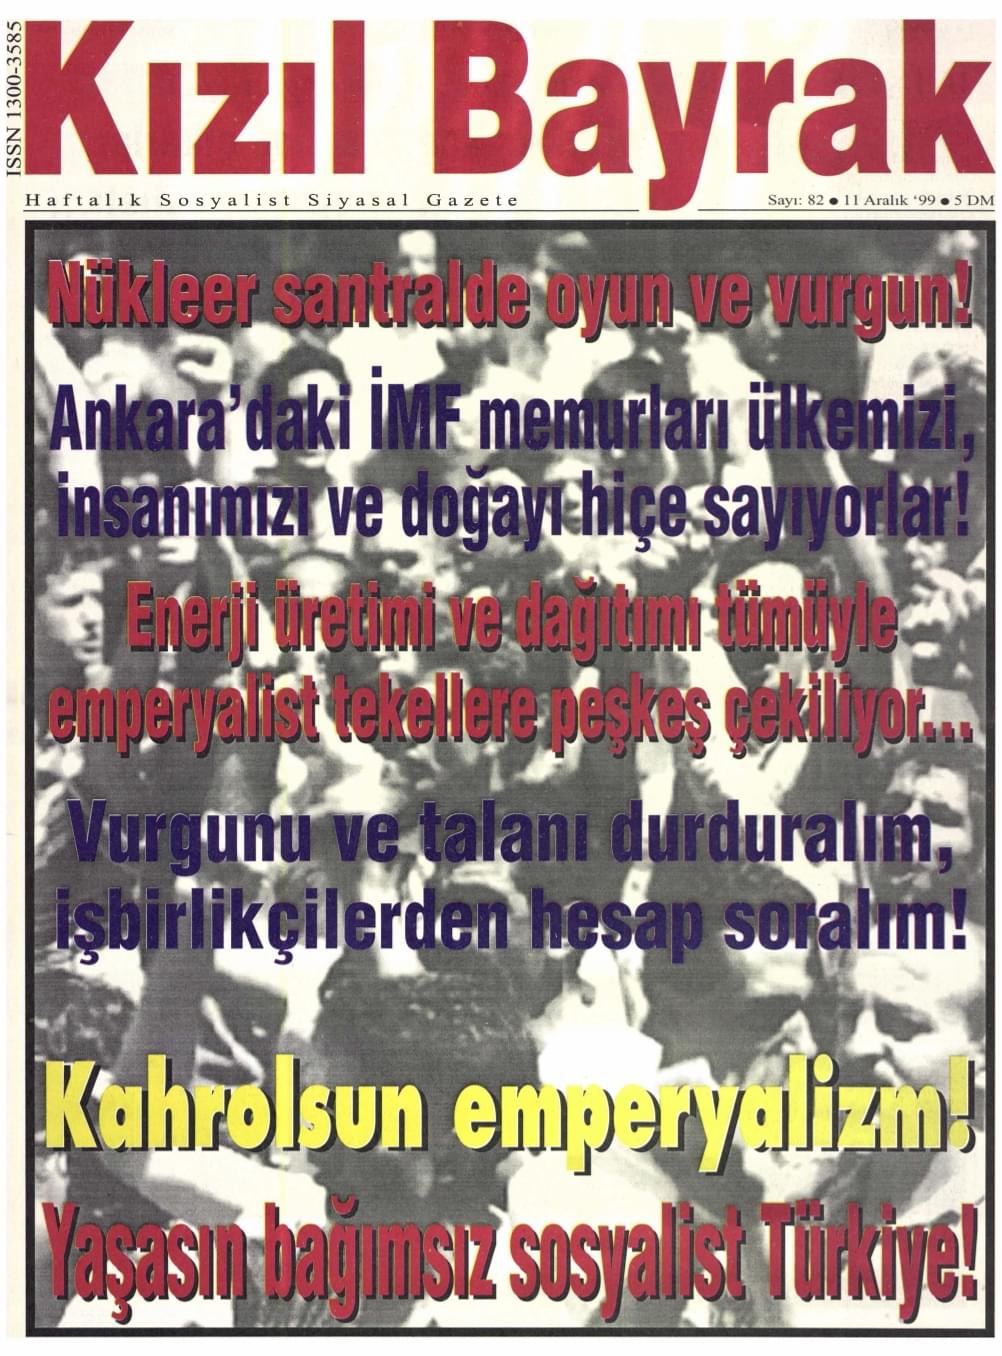 ISSN 1300-3585
Kızıl Bayrak
Haftalık Sosyalist Siyasal Gazete
Sayı: 82 ● 11 Aralık ‘99 ● 5 DM
Nükleer santralde oyun ve vurgun!
Ankara’daki İMF memurları ülkemizi,
insanımızı ve doğayı hiçe sayıyorlar!
Enerji üretimi ve dağıtımı tümüyle
emperyalist tekellere peşkeş çekiliyor...
Vurgunu ve talanı durduralım,
işbirlikçilerden hesap soralım!
Kahrolsun emperyalizm!
Yaşasın bağımsız sosyalist Türkiye!